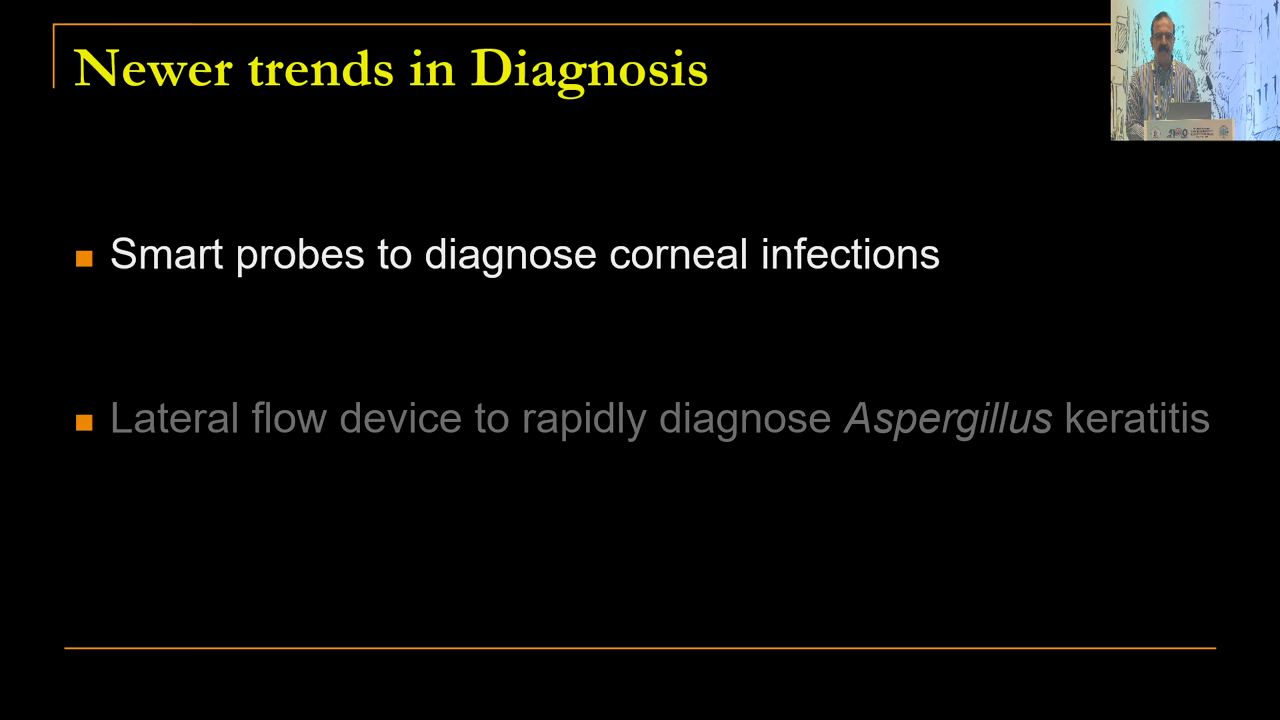 Newer trends in Diagnosis
Smart probes to diagnose corneal infections
Lateral flow device to rapidly diagnose Aspergillus keratitis